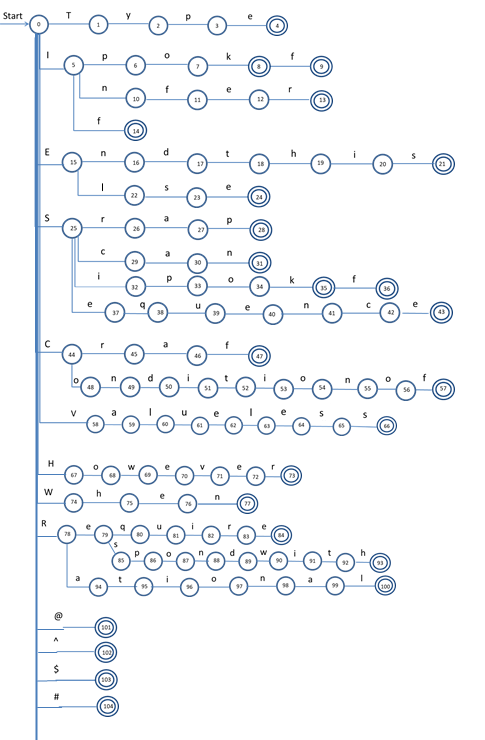 Start 0 T 1 y 2 p 3 e 4
I 5 p 6 o 7 k 8 f 9
n 10 f 11 e 12 r 13
f 14
E 15 n 16 d 17 t 18 h 19 i 20 s 21
l 22 s 23 e 24
S 25 r 26 a 27 p 28
c 29 a 30 n 31
i 32 p 33 o 34 k 35 f 36
e 37 q 38 u 39 e 40 n 41 c 42 e 43
C 44 r 45 a 46 f 47
o 48 n 49 d 50 i 51 t 52 i 53 o 54 n 55 o 56 f 57
v 58 a 59 l 60 u 61 e 62 l 63 e 64 s 65 s 66
H 67 o 68 w 69 e 70 v 71 e 72 r 73
W 74 h 75 e 76 n 77
R 78 e 79 q 80 u 81 i 82 r 83 e 84
s 85 p 86 o 87 n 88 d 89 w 90 i 91 t 92 h 93
a 94 t 95 i 96 o 97 n 98 a 99 l 100
@ 101
^ 102
$ 103
# 104